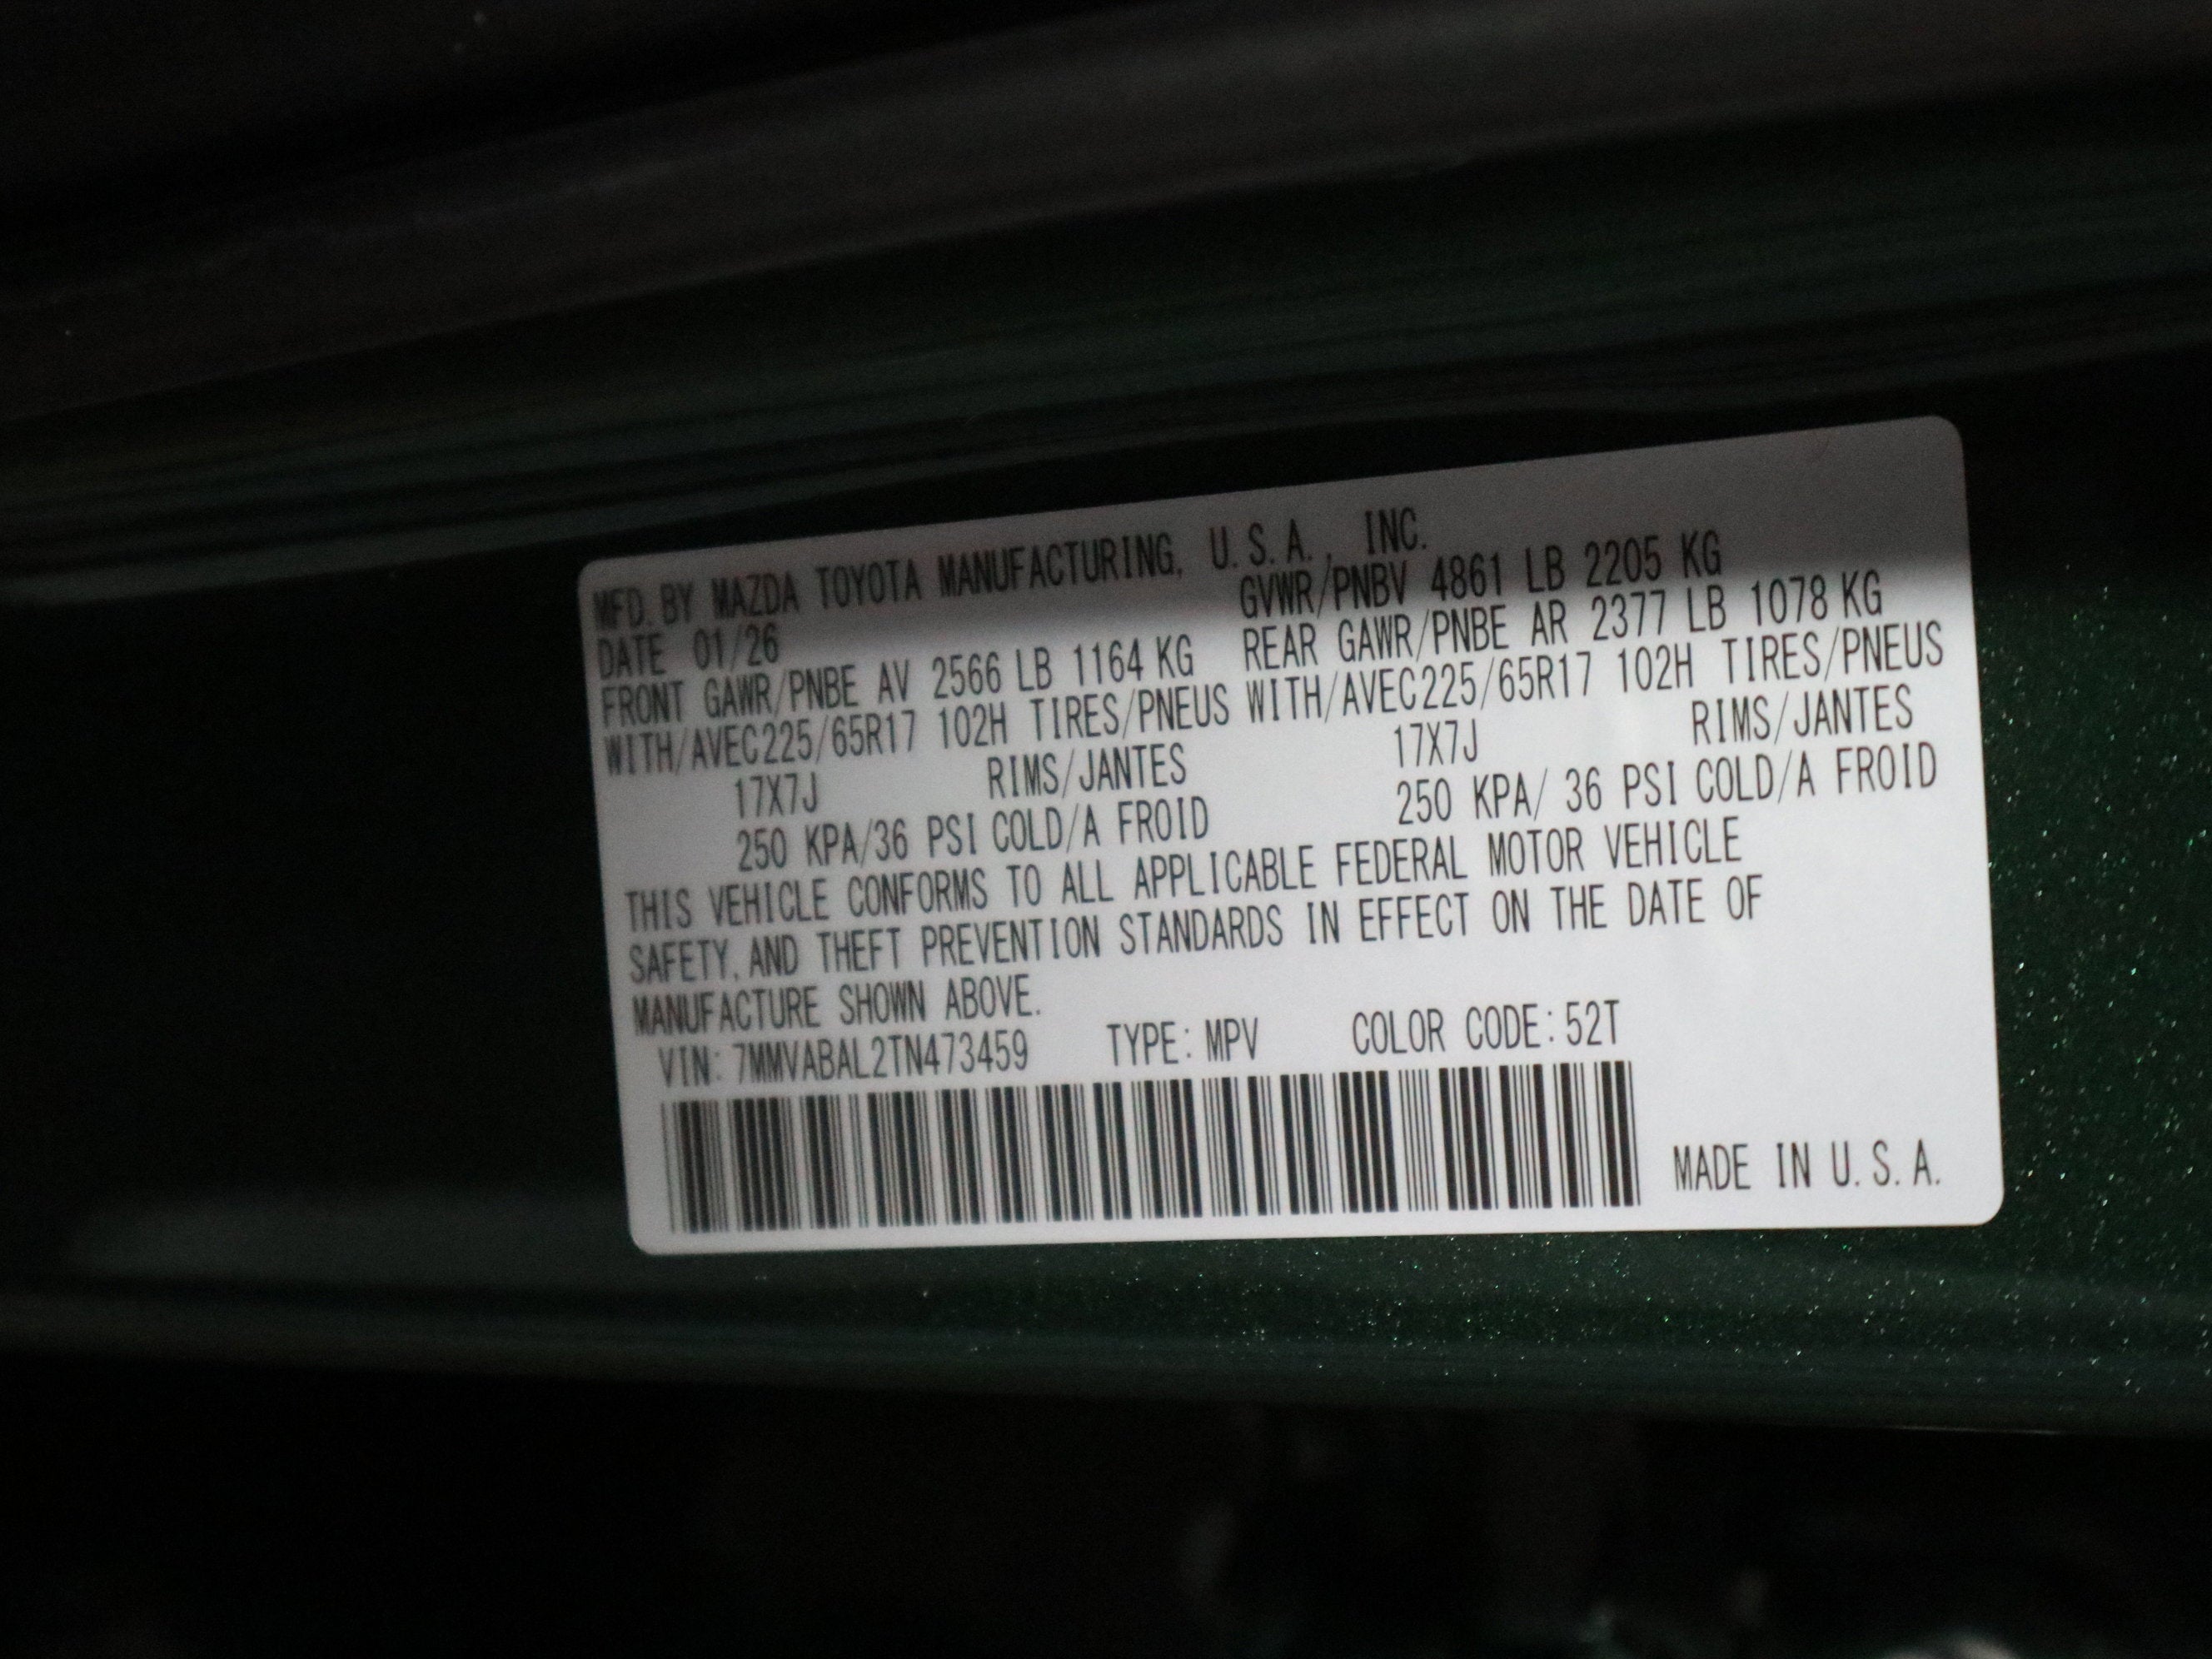 MFD. BY MAZDA TOYOTA MANUFACTURING, U.S.A., INC.
DATE 01/26 GVWR/PNBV 4861 LB 2205 KG
FRONT GAWR/PNBE AV 2566 LB 1164 KG REAR GAWR/PNBE AR 2377 LB 1078 KG
WITH/AVEC225/65R17 102H TIRES/PNEUS WITH/AVEC225/65R17 102H TIRES/PNEUS
17X7J RIMS/JANTES 17X7J RIMS/JANTES
250 KPA/36 PSI COLD/A FROID 250 KPA/ 36 PSI COLD/A FROID
THIS VEHICLE CONFORMS TO ALL APPLICABLE FEDERAL MOTOR VEHICLE
SAFETY, AND THEFT PREVENTION STANDARDS IN EFFECT ON THE DATE OF
MANUFACTURE SHOWN ABOVE.
VIN: 7MMVABAL2TN473459 TYPE: MPV COLOR CODE: 52T
MADE IN U.S.A.